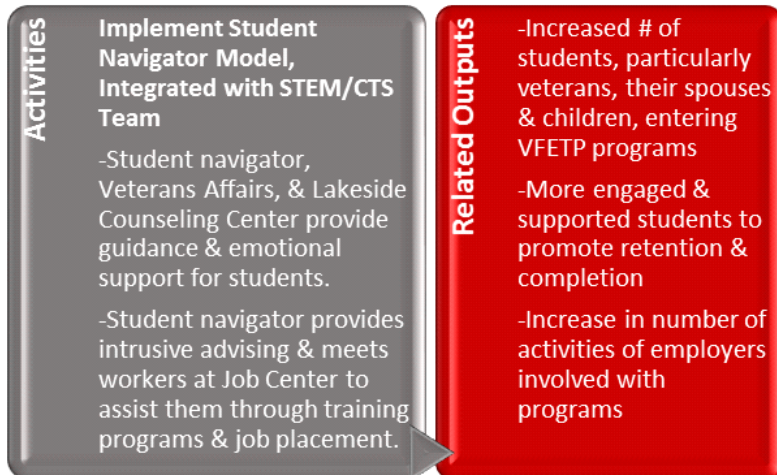 Activities
Implement Student
Navigator Model,
Integrated with STEM/CTS
Team
-Student navigator,
Veterans Affairs, & Lakeside
Counseling Center provide
guidance & emotional
support for students.
-Student navigator provides
intrusive advising & meets
workers at Job Center to
assist them through training
programs & job placement.
Related Outputs
-Increased # of
students, particularly
veterans, their spouses
& children, entering
VFETP programs
-More engaged &
supported students to
promote retention &
completion
-Increase in number of
activities of employers
involved with
programs